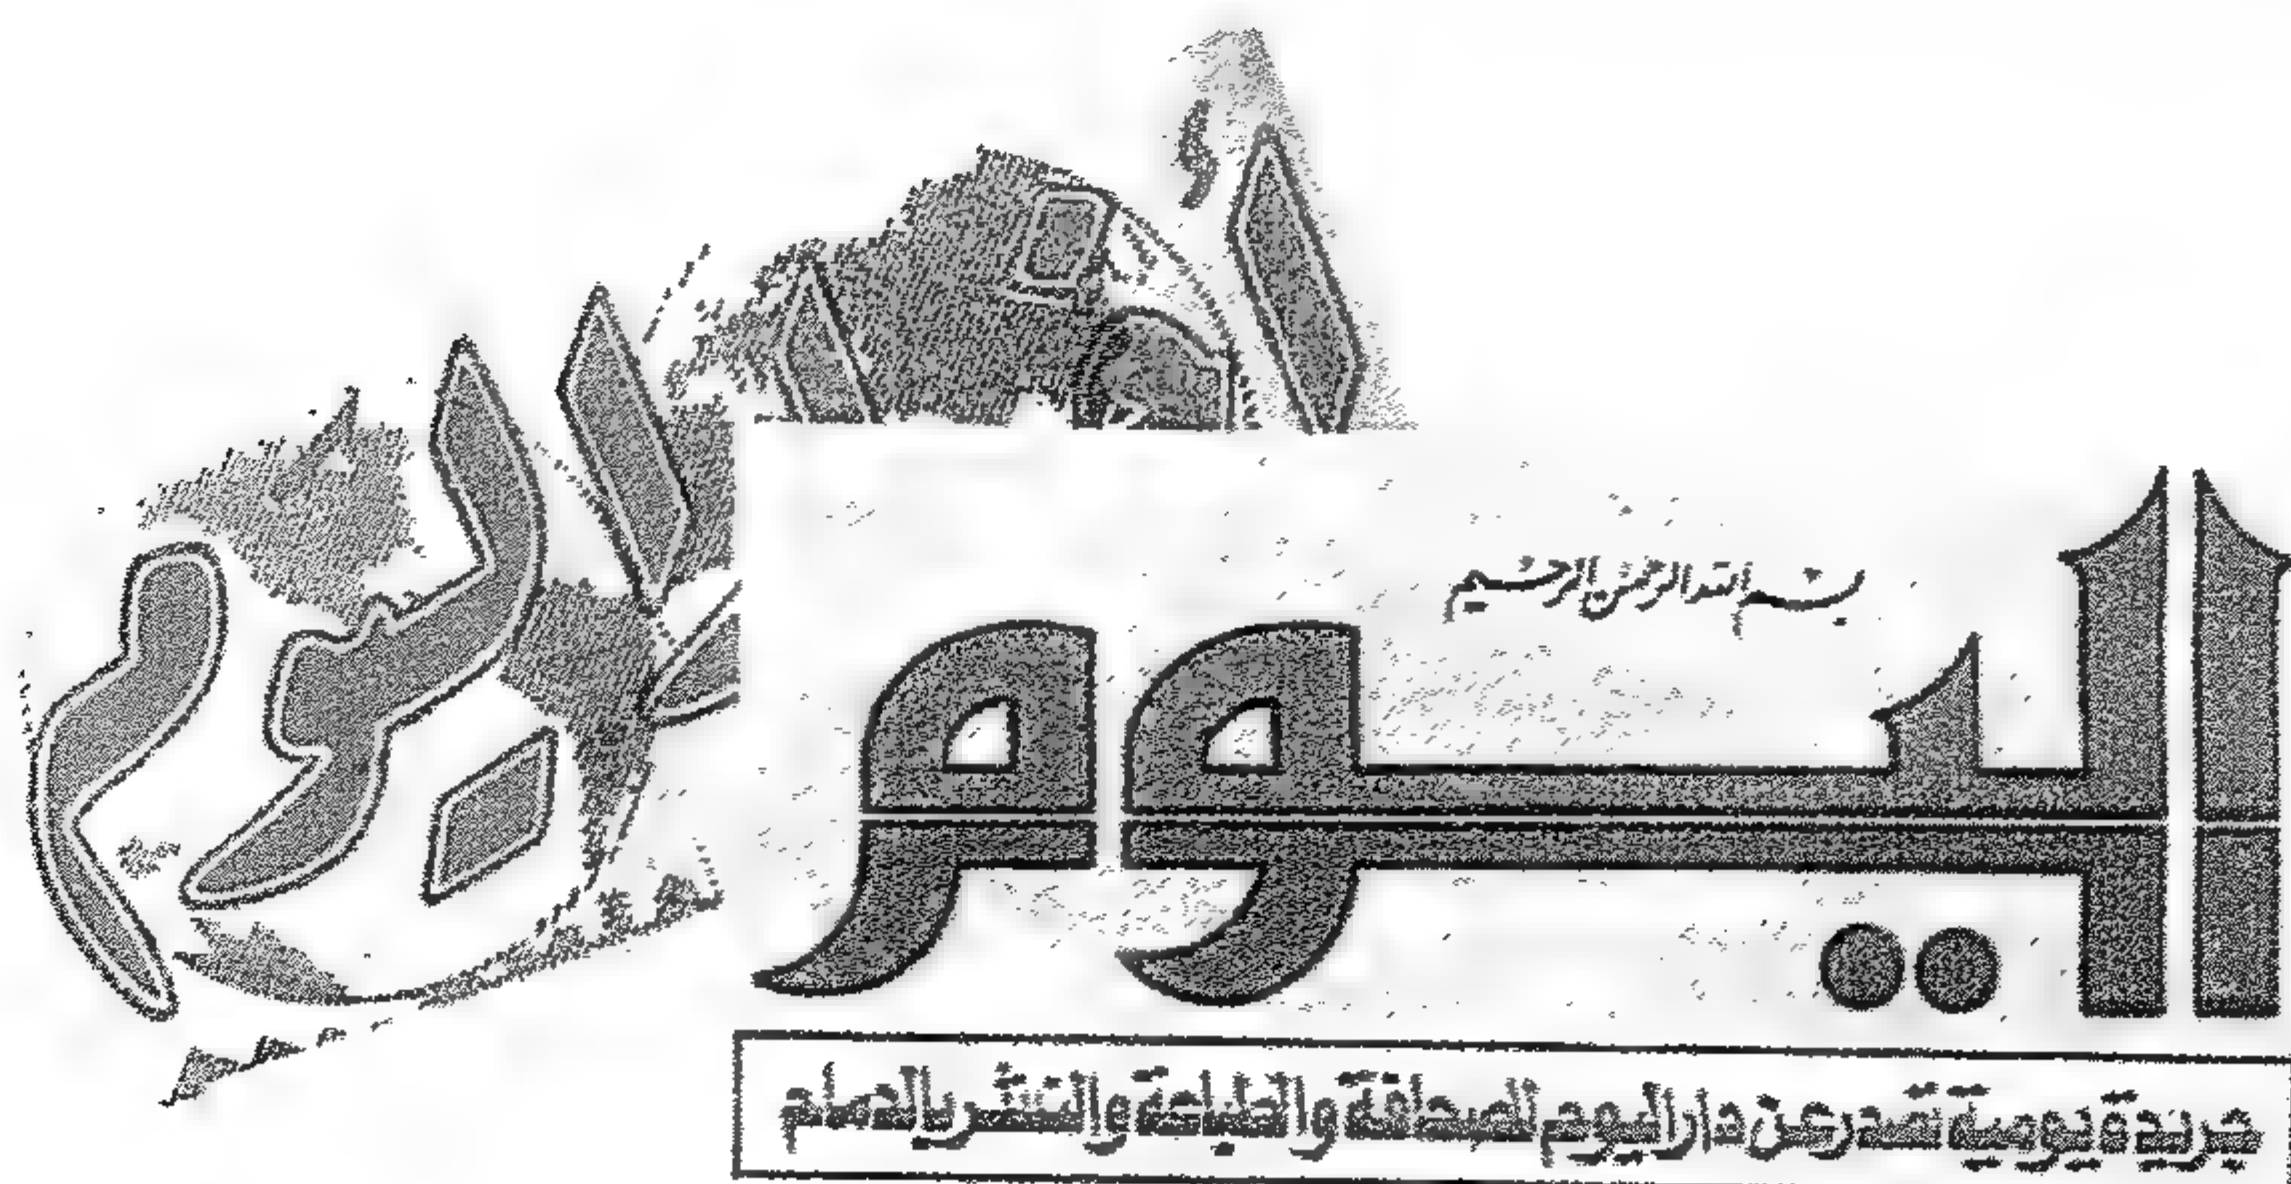 بسم الله الرحمن الرحيم
اليوم
جريدة يومية تصدر عن دار اليوم للصحافة والطباعة والنشر بالدمام